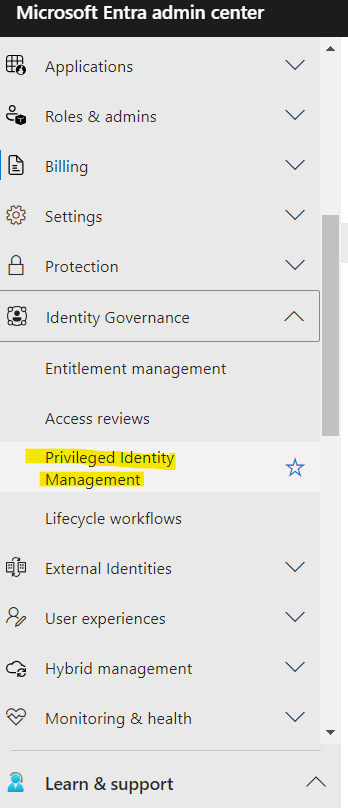 Microsoft Entra admin center
Applications
Roles & admins
Billing
Settings
Protection
Identity Governance
Entitlement management
Access reviews
Privileged Identity
Management
Lifecycle workflows
External Identities
User experiences
Hybrid management
Monitoring & health
Learn & support